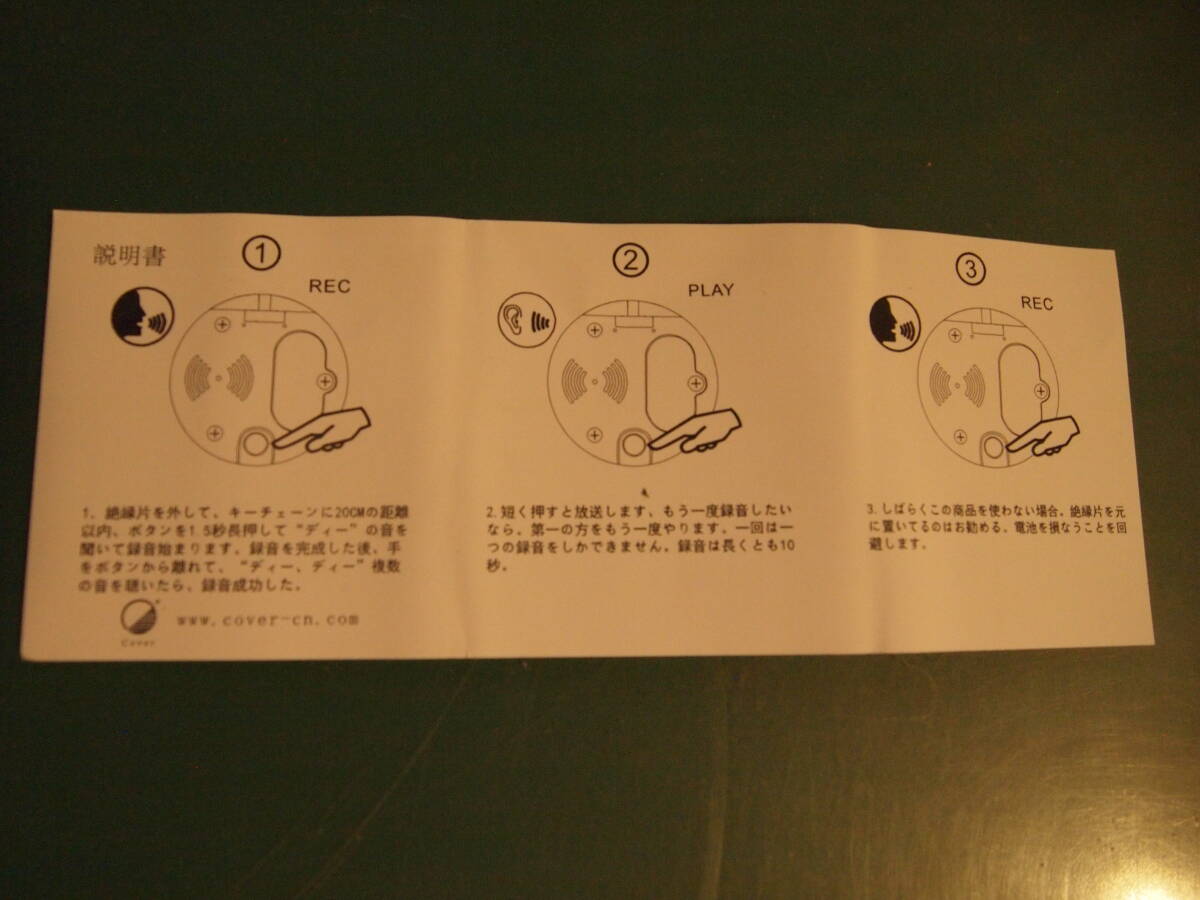 説明書
①
REC
1. 絶縁片を外して、キーチェーンに20CMの距離
以内、ボタンを1.5秒長押して“ディー”の音を
聞いて録音始まります。録音を完成した後、手
をボタンから離れて、“ディー、ディー”複数
の音を聴いたら、録音成功した。
Cover
www.cover-cn.com
②
PLAY
2.短く押すと放送します、もう一度録音したい
なら、第一の方をもう一度やります。一回は一
つの録音をしかできません。録音は長くとも10
秒。
③
REC
3.しばらくこの商品を使わない場合、絶縁片を元
に置いてるのはお勧める、電池を損なうことを回
避します。